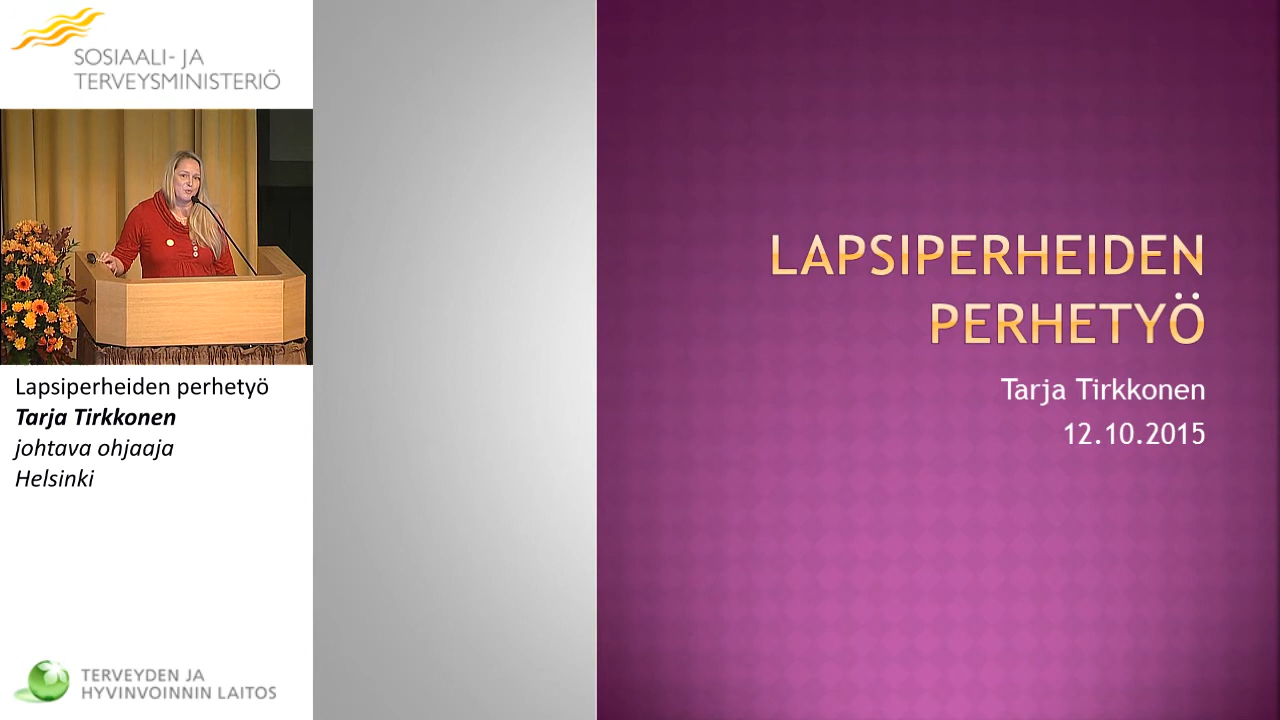 SOSIAALI- JA
TERVEYSMINISTERIÖ
Lapsiperheiden perhetyö
Tarja Tirkkonen
johtava ohjaaja
Helsinki
TERVEYDEN JA
HYVINVOINNIN LAITOS
LAPSIPERHEIDEN
PERHETYÖ
Tarja Tirkkonen
12.10.2015